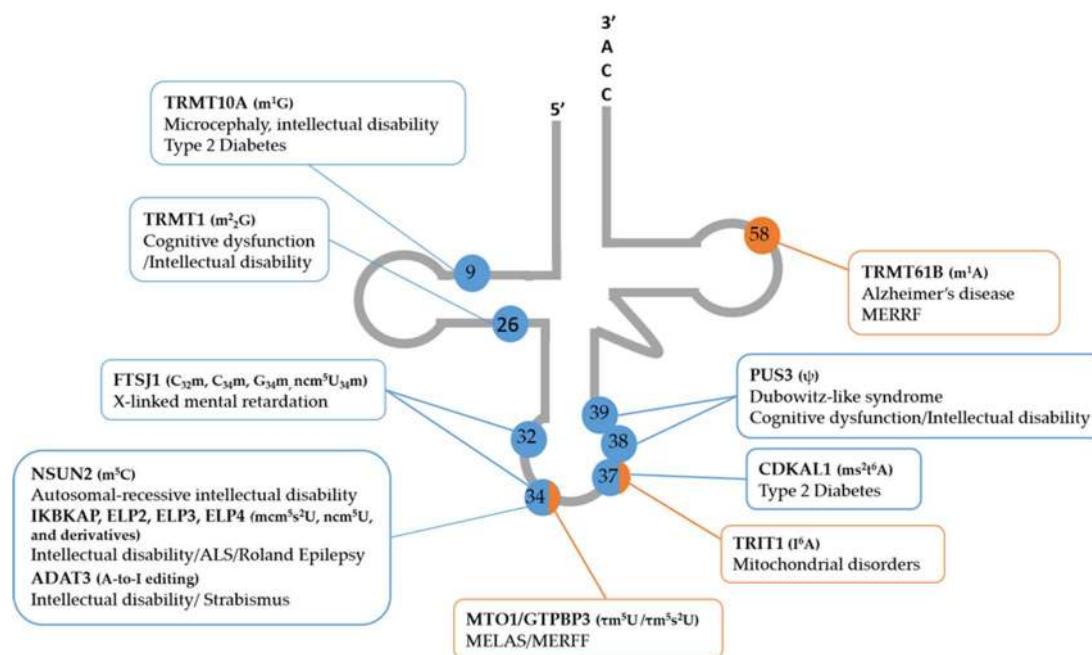 3’
A
C
C
5’
TRMT10A (m¹G)
Microcephaly, intellectual disability
Type 2 Diabetes
TRMT1 (m²₂G)
Cognitive dysfunction
/Intellectual disability
9
26
58
TRMT61B (m¹A)
Alzheimer’s disease
MERRF
FTSJ1 (C₃₂m, C₃₄m, G₃₄m, ncm⁵U₃₄m)
X-linked mental retardation
PUS3 (ψ)
Dubowitz-like syndrome
Cognitive dysfunction/Intellectual disability
39
32
38
37
34
NSUN2 (m⁵C)
Autosomal-recessive intellectual disability
IKBKAP, ELP2, ELP3, ELP4 (mcm⁵s²U, ncm⁵U,
and derivatives)
Intellectual disability/ALS/Roland Epilepsy
ADAT3 (A-to-I editing)
Intellectual disability/ Strabismus
CDKAL1 (ms²t⁶A)
Type 2 Diabetes
TRIT1 (I⁶A)
Mitochondrial disorders
MTO1/GTPBP3 (τm⁵U/τm⁵s²U)
MELAS/MERFF